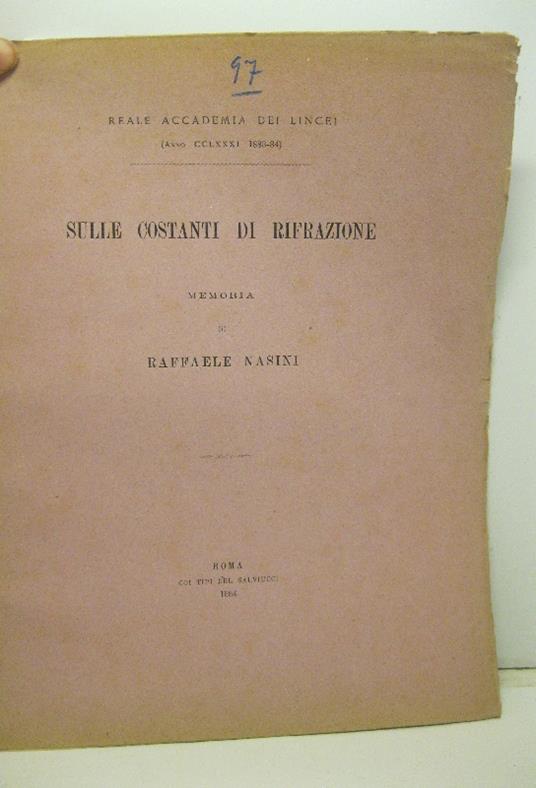 97
REALE ACCADEMIA DEI LINCEI
(ANNO CCLXXXI 1883-84)
SULLE COSTANTI DI RIFRAZIONE
MEMORIA
DI
RAFFAELE NASINI
ROMA
COI TIPI DEL SALVIUCCI
1884